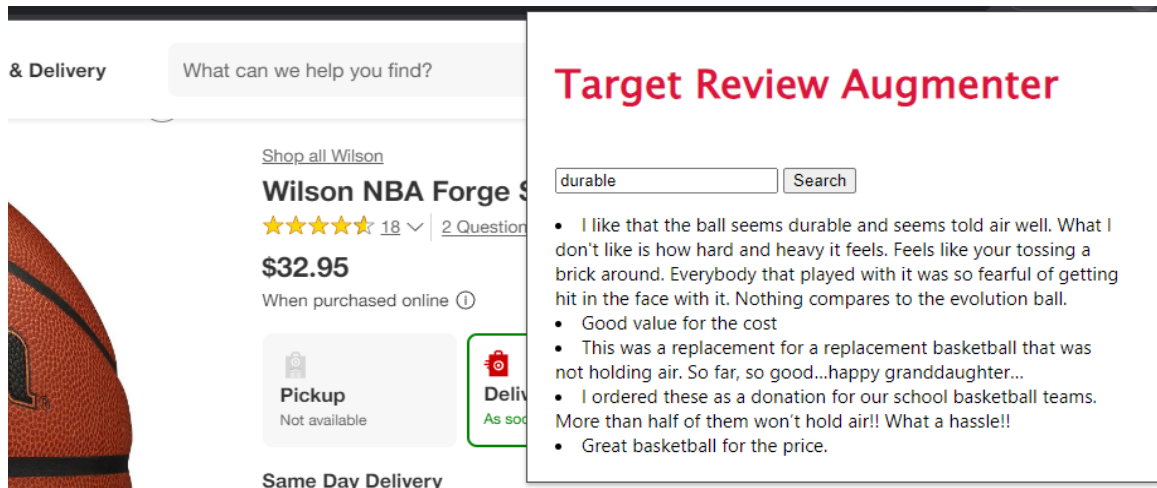 & Delivery
What can we help you find?
Shop all Wilson
Wilson NBA Forge S
18
2 Question
$32.95
When purchased online
Pickup
Not available
Deliv
As soo
Same Day Delivery
Target Review Augmenter
durable
Search
• I like that the ball seems durable and seems told air well. What I
don't like is how hard and heavy it feels. Feels like your tossing a
brick around. Everybody that played with it was so fearful of getting
hit in the face with it. Nothing compares to the evolution ball.
• Good value for the cost
• This was a replacement for a replacement basketball that was
not holding air. So far, so good...happy granddaughter...
• I ordered these as a donation for our school basketball teams.
More than half of them won’t hold air!! What a hassle!!
• Great basketball for the price.